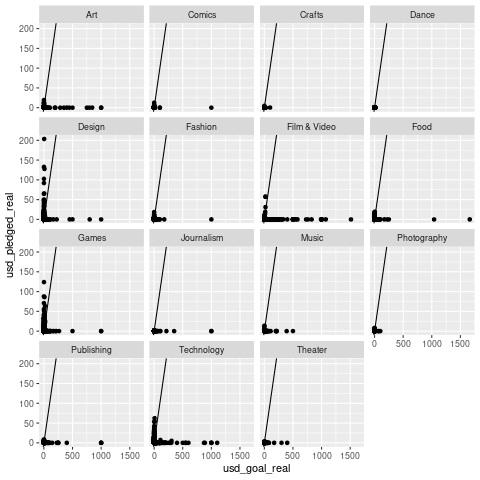 Art Comics Crafts Dance
200
150
100
50
0
Design Fashion Film & Video Food
200
150
100
50
0
usd_pledged_real
Games Journalism Music Photography
200
150
100
50
0
0 500 1000 1500
Publishing Technology Theater
200
150
100
50
0
0 500 1000 1500 0 500 1000 1500 0 500 1000 1500
usd_goal_real